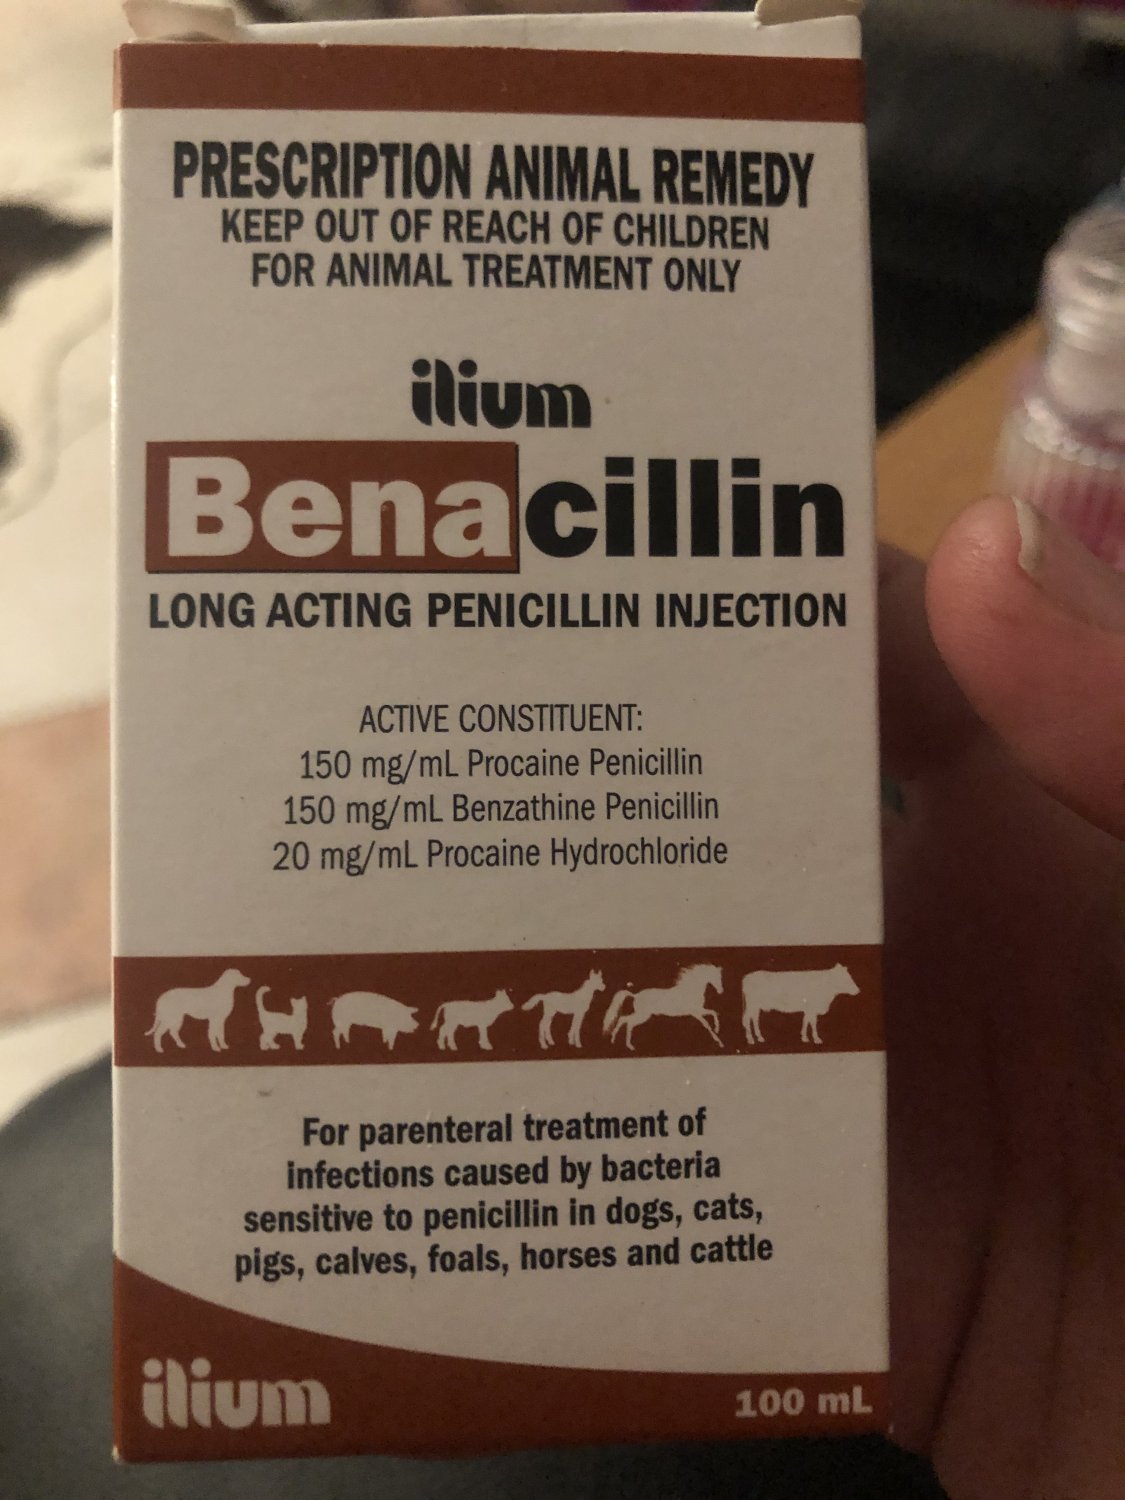 PRESCRIPTION ANIMAL REMEDY
KEEP OUT OF REACH OF CHILDREN
FOR ANIMAL TREATMENT ONLY
ilium
Benacillin
LONG ACTING PENICILLIN INJECTION
ACTIVE CONSTITUENT:
150 mg/mL Procaine Penicillin
150 mg/mL Benzathine Penicillin
20 mg/mL Procaine Hydrochloride
For parenteral treatment of
infections caused by bacteria
sensitive to penicillin in dogs, cats,
pigs, calves, foals, horses and cattle
ilium
100 mL